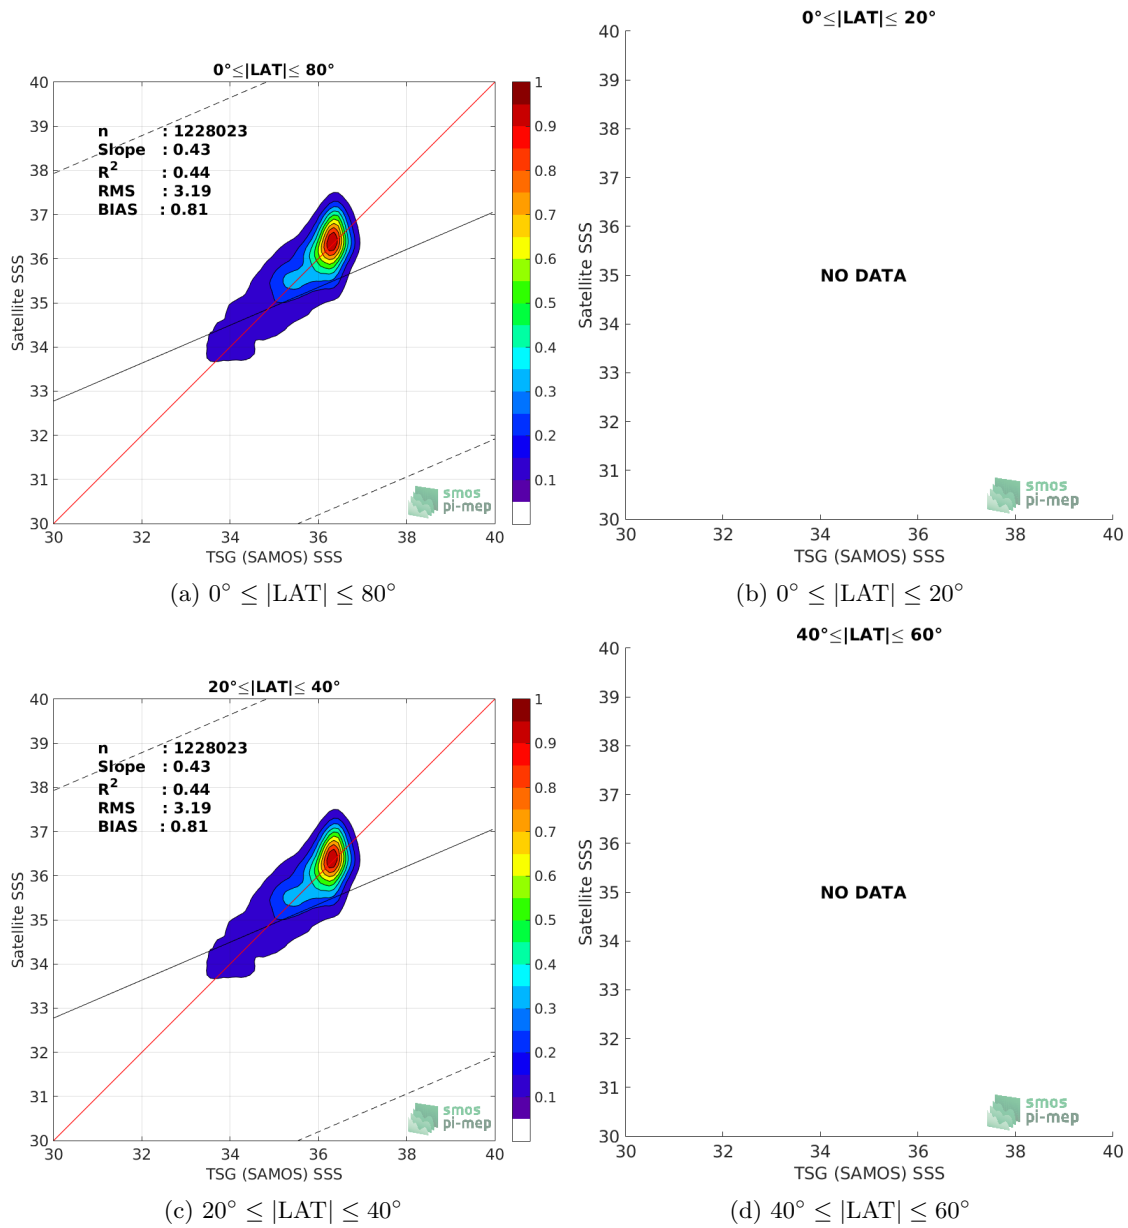 0°≤|LAT|≤ 80°
40
39
38
37
36
35
34
33
32
31
30
Satellite SSS
n : 1228023
Slope : 0.43
R² : 0.44
RMS : 3.19
BIAS : 0.81
30 32 34 36 38 40
TSG (SAMOS) SSS
1
0.9
0.8
0.7
0.6
0.5
0.4
0.3
0.2
0.1
smos
pi-mep
(a) 0° ≤ |LAT| ≤ 80°
0°≤|LAT|≤ 20°
40
39
38
37
36
35
34
33
32
31
30
Satellite SSS
NO DATA
30 32 34 36 38 40
TSG (SAMOS) SSS
smos
pi-mep
(b) 0° ≤ |LAT| ≤ 20°
20°≤|LAT|≤ 40°
40
39
38
37
36
35
34
33
32
31
30
Satellite SSS
n : 1228023
Slope : 0.43
R² : 0.44
RMS : 3.19
BIAS : 0.81
30 32 34 36 38 40
TSG (SAMOS) SSS
1
0.9
0.8
0.7
0.6
0.5
0.4
0.3
0.2
0.1
smos
pi-mep
(c) 20° ≤ |LAT| ≤ 40°
40°≤|LAT|≤ 60°
40
39
38
37
36
35
34
33
32
31
30
Satellite SSS
NO DATA
30 32 34 36 38 40
TSG (SAMOS) SSS
smos
pi-mep
(d) 40° ≤ |LAT| ≤ 60°